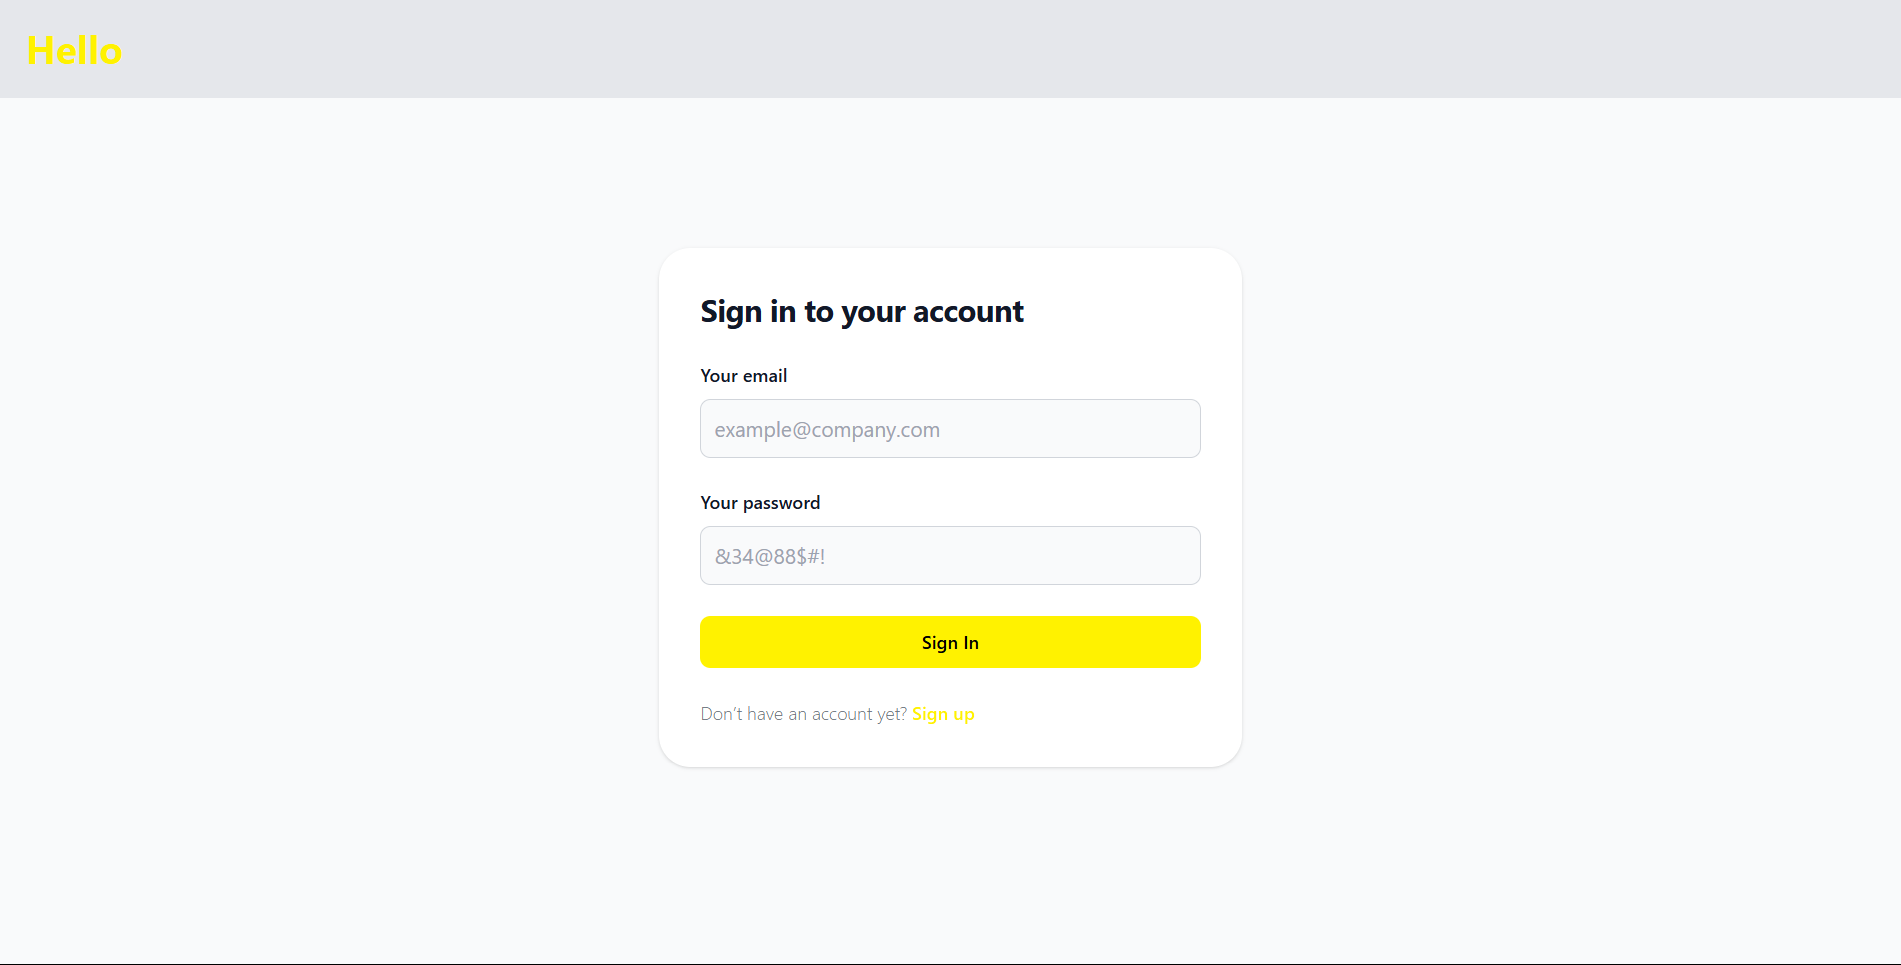 Hello
Sign in to your account
Your email
example@company.com
Your password
&34@88$#!
Sign In
Don’t have an account yet? Sign up